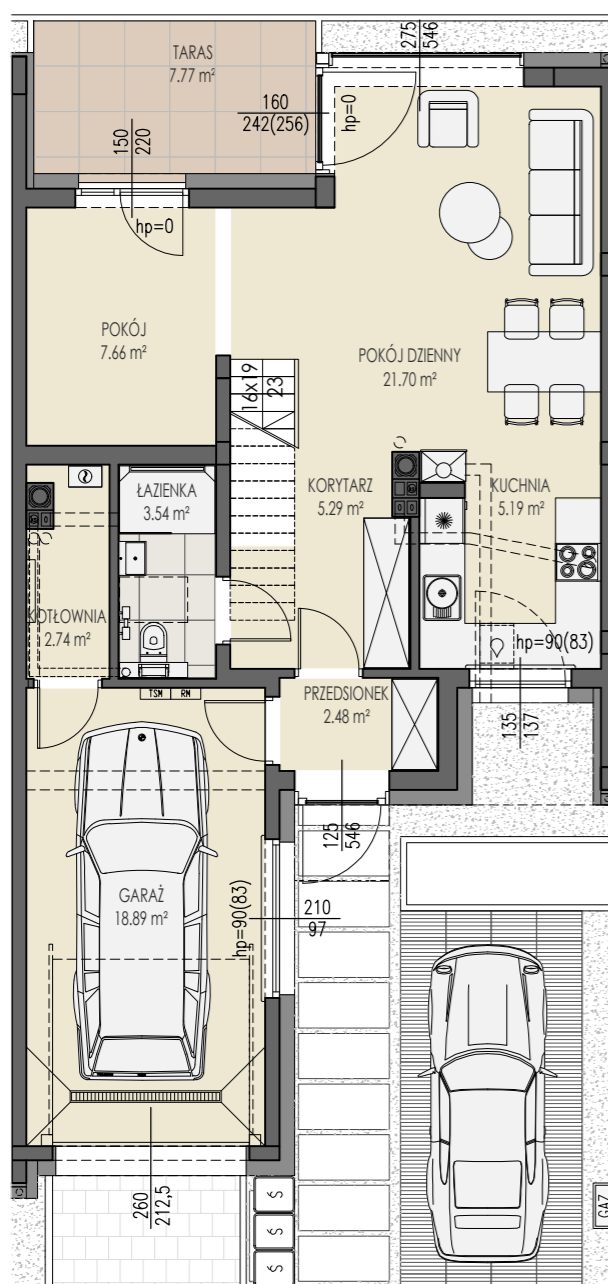 TARAS
7.77 m²
275
546
160
242(256)
hp=0
150
220
hp=0
POKÓJ
7.66 m²
POKÓJ DZIENNY
21.70 m²
16x19
23
ŁAZIENKA
3.54 m²
KORYTARZ
5.29 m²
KUCHNIA
5.19 m²
KOTŁOWNIA
2.74 m²
hp=90(83)
TSM
RM
PRZEDSIONEK
2.48 m²
135
137
125
546
GARAŻ
18.89 m²
hp=90(83)
210
97
260
212,5
S
S
S
GAZ